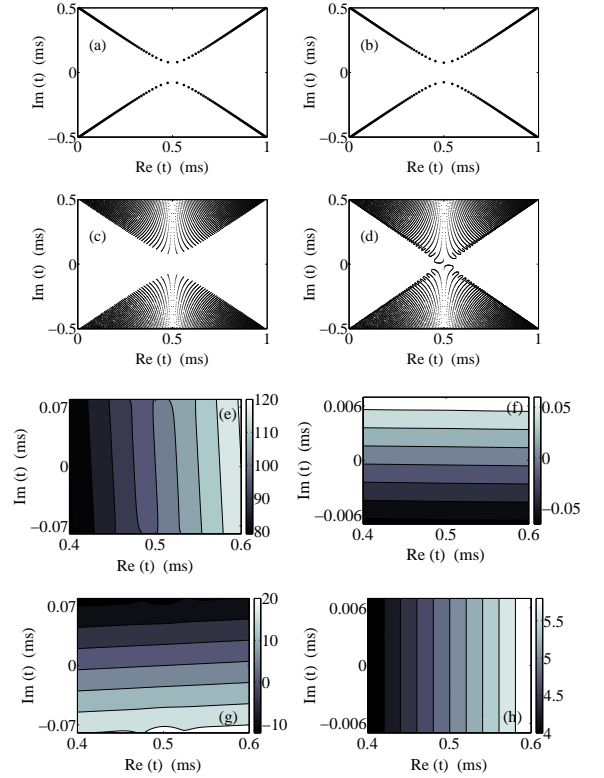 0.5
(a)
0
−0.5
0
0.5
1
Im (t) (ms)
Re (t) (ms)
0.5
(b)
0
−0.5
0
0.5
1
Im (t) (ms)
Re (t) (ms)
0.5
(c)
0
−0.5
0
0.5
1
Im (t) (ms)
Re (t) (ms)
0.5
(d)
0
−0.5
0
0.5
1
Im (t) (ms)
Re (t) (ms)
0.07
(e)
0
−0.07
0.4
0.5
0.6
120
110
100
90
80
Im (t) (ms)
Re (t) (ms)
0.006
(f)
0
−0.006
0.4
0.5
0.6
0.05
0
−0.05
Im (t) (ms)
Re (t) (ms)
0.07
0
−0.07
(g)
0.4
0.5
0.6
20
10
0
−10
Im (t) (ms)
Re (t) (ms)
0.006
0
−0.006
(h)
0.4
0.5
0.6
5.5
5
4.5
4
Im (t) (ms)
Re (t) (ms)